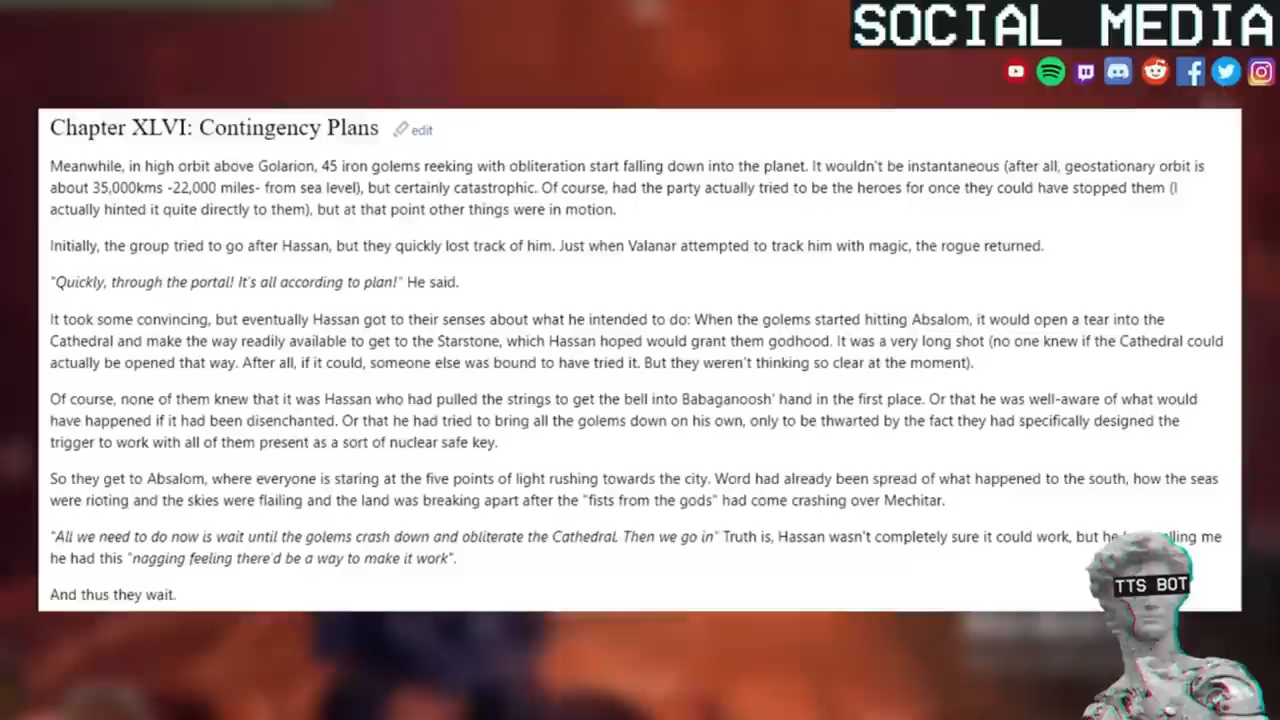 SOCIAL MEDIA
Chapter XLVI: Contingency Plans edit
Meanwhile, in high orbit above Golarion, 45 iron golems reeking with obliteration start falling down into the planet. It wouldn't be instantaneous (after all, geostationary orbit is
about 35,000kms -22,000 miles- from sea level), but certainly catastrophic. Of course, had the party actually tried to be the heroes for once they could have stopped them (I
actually hinted it quite directly to them), but at that point other things were in motion.
Initially, the group tried to go after Hassan, but they quickly lost track of him. Just when Valanar attempted to track him with magic, the rogue returned.
"Quickly, through the portal! It's all according to plan!" He said.
It took some convincing, but eventually Hassan got to their senses about what he intended to do: When the golems started hitting Absalom, it would open a tear into the
Cathedral and make the way readily available to get to the Starstone, which Hassan hoped would grant them godhood. It was a very long shot (no one knew if the Cathedral could
actually be opened that way. After all, if it could, someone else was bound to have tried it. But they weren't thinking so clear at the moment).
Of course, none of them knew that it was Hassan who had pulled the strings to get the bell into Babaganoosh' hand in the first place. Or that he was well-aware of what would
have happened if it had been disenchanted. Or that he had tried to bring all the golems down on his own, only to be thwarted by the fact they had specifically designed the
trigger to work with all of them present as a sort of nuclear safe key.
So they get to Absalom, where everyone is staring at the five points of light rushing towards the city. Word had already been spread of what happened to the south, how the seas
were rioting and the skies were flailing and the land was breaking apart after the "fists from the gods" had come crashing over Mechitar.
"All we need to do now is wait until the golems crash down and obliterate the Cathedral. Then we go in" Truth is, Hassan wasn't completely sure it could work, but he me
he had this "nagging feeling there'd be a way to make it work".
And thus they wait.
TTS BOT